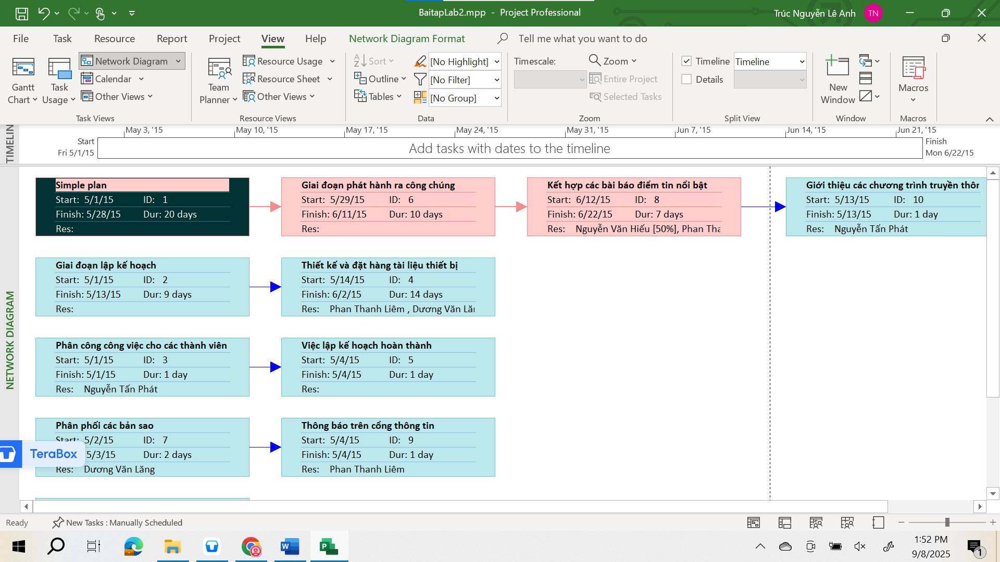 BaitapLab2.mpp - Project Professional
Trúc Nguyễn Lê Anh
TN
File Task Resource Report Project View Help Network Diagram Format Tell me what you want to do
Gantt Chart
Task Usage
Network Diagram
Calendar
Other Views
Task Views
Team Planner
Resource Usage
Resource Sheet
Other Views
Resource Views
Sort
Outline
Tables
[No Highlight]
[No Filter]
[No Group]
Data
Timescale:
Zoom
Entire Project
Selected Tasks
Zoom
Timeline
Timeline
Details
Split View
New Window
Window
Macros
Macros
TIMELIN
May 3, '15 May 10, '15 May 17, '15 May 24, '15 May 31, '15 Jun 7, '15 Jun 14, '15 Jun 21, '15
Start
Fri 5/1/15
Add tasks with dates to the timeline
Finish
Mon 6/22/15
NETWORK DIAGRAM
Simple plan
Start: 5/1/15 ID: 1
Finish: 5/28/15 Dur: 20 days
Res:
Giai đoạn phát hành ra công chúng
Start: 5/29/15 ID: 6
Finish: 6/11/15 Dur: 10 days
Res:
Kết hợp các bài báo điểm tin nổi bật
Start: 6/12/15 ID: 8
Finish: 6/22/15 Dur: 7 days
Res: Nguyễn Văn Hiếu [50%], Phan Tha
Giới thiệu các chương trình truyền thôn
Start: 5/13/15 ID: 10
Finish: 5/13/15 Dur: 1 day
Res: Nguyễn Tấn Phát
Giai đoạn lập kế hoạch
Start: 5/1/15 ID: 2
Finish: 5/13/15 Dur: 9 days
Res:
Thiết kế và đặt hàng tài liệu thiết bị
Start: 5/14/15 ID: 4
Finish: 6/2/15 Dur: 14 days
Res: Phan Thanh Liêm , Dương Văn Lăn
Phân công công việc cho các thành viên
Start: 5/1/15 ID: 3
Finish: 5/1/15 Dur: 1 day
Res: Nguyễn Tấn Phát
Việc lập kế hoạch hoàn thành
Start: 5/4/15 ID: 5
Finish: 5/4/15 Dur: 1 day
Res:
Phân phối các bản sao
Start: 5/2/15 ID: 7
5/3/15 Dur: 2 days
Res: Dương Văn Lăng
Thông báo trên cổng thông tin
Start: 5/4/15 ID: 9
Finish: 5/4/15 Dur: 1 day
Res: Phan Thanh Liêm
TeraBox
Ready New Tasks : Manually Scheduled
1:52 PM
9/8/2025
1